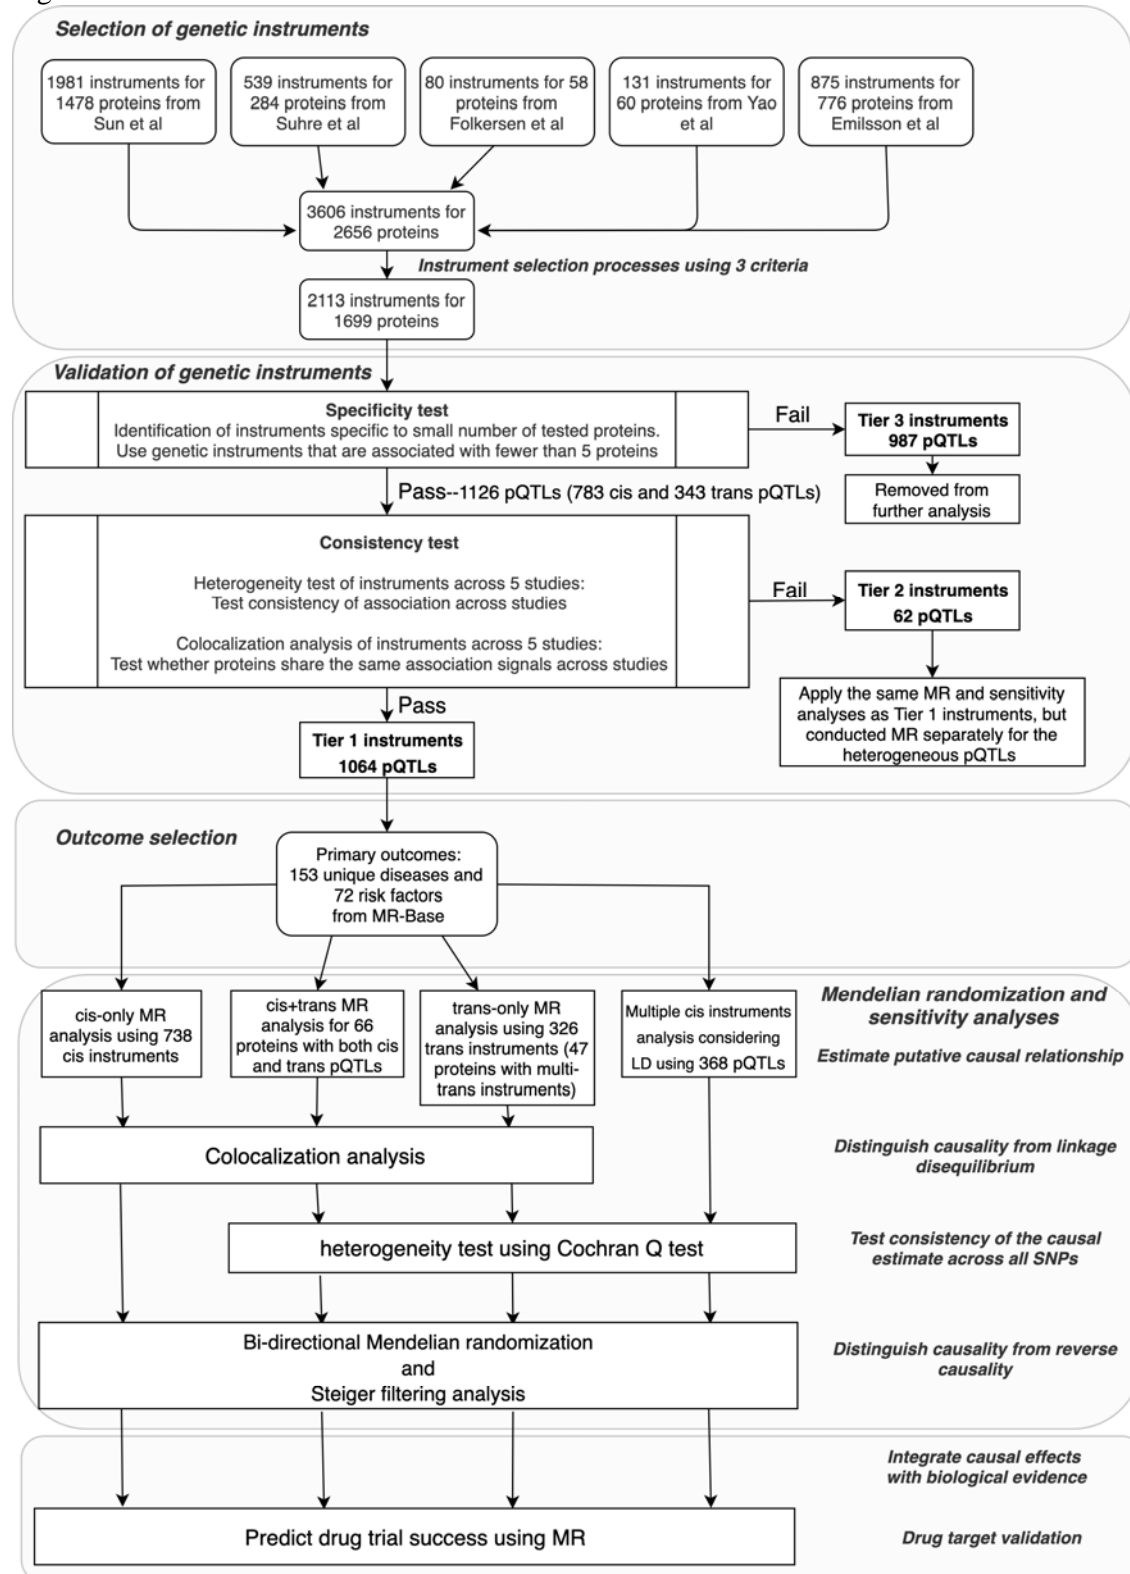 Selection of genetic instruments
1981 instruments for
1478 proteins from
Sun et al
539 instruments for
284 proteins from
Suhre et al
80 instruments for 58
proteins from
Folkersen et al
131 instruments for
60 proteins from Yao
et al
875 instruments for
776 proteins from
Emilsson et al
3606 instruments for
2656 proteins
Instrument selection processes using 3 criteria
2113 instruments for
1699 proteins
Validation of genetic instruments
Specificity test
Identification of instruments specific to small number of tested proteins.
Use genetic instruments that are associated with fewer than 5 proteins
Fail
Tier 3 instruments
987 pQTLs
Removed from
further analysis
Pass--1126 pQTLs (783 cis and 343 trans pQTLs)
Consistency test
Heterogeneity test of instruments across 5 studies:
Test consistency of association across studies
Colocalization analysis of instruments across 5 studies:
Test whether proteins share the same association signals across studies
Fail
Tier 2 instruments
62 pQTLs
Apply the same MR and sensitivity
analyses as Tier 1 instruments, but
conducted MR separately for the
heterogeneous pQTLs
Pass
Tier 1 instruments
1064 pQTLs
Outcome selection
Primary outcomes:
153 unique diseases and
72 risk factors
from MR-Base
Mendelian randomization and
sensitivity analyses
cis-only MR
analysis using 738
cis instruments
cis+trans MR
analysis for 66
proteins with both cis
and trans pQTLs
trans-only MR
analysis using 326
trans instruments (47
proteins with multi-
trans instruments)
Multiple cis instruments
analysis considering
LD using 368 pQTLs
Estimate putative causal relationship
Colocalization analysis
Distinguish causality from linkage
disequilibrium
heterogeneity test using Cochran Q test
Test consistency of the causal
estimate across all SNPs
Bi-directional Mendelian randomization
and
Steiger filtering analysis
Distinguish causality from reverse
causality
Integrate causal effects
with biological evidence
Predict drug trial success using MR
Drug target validation